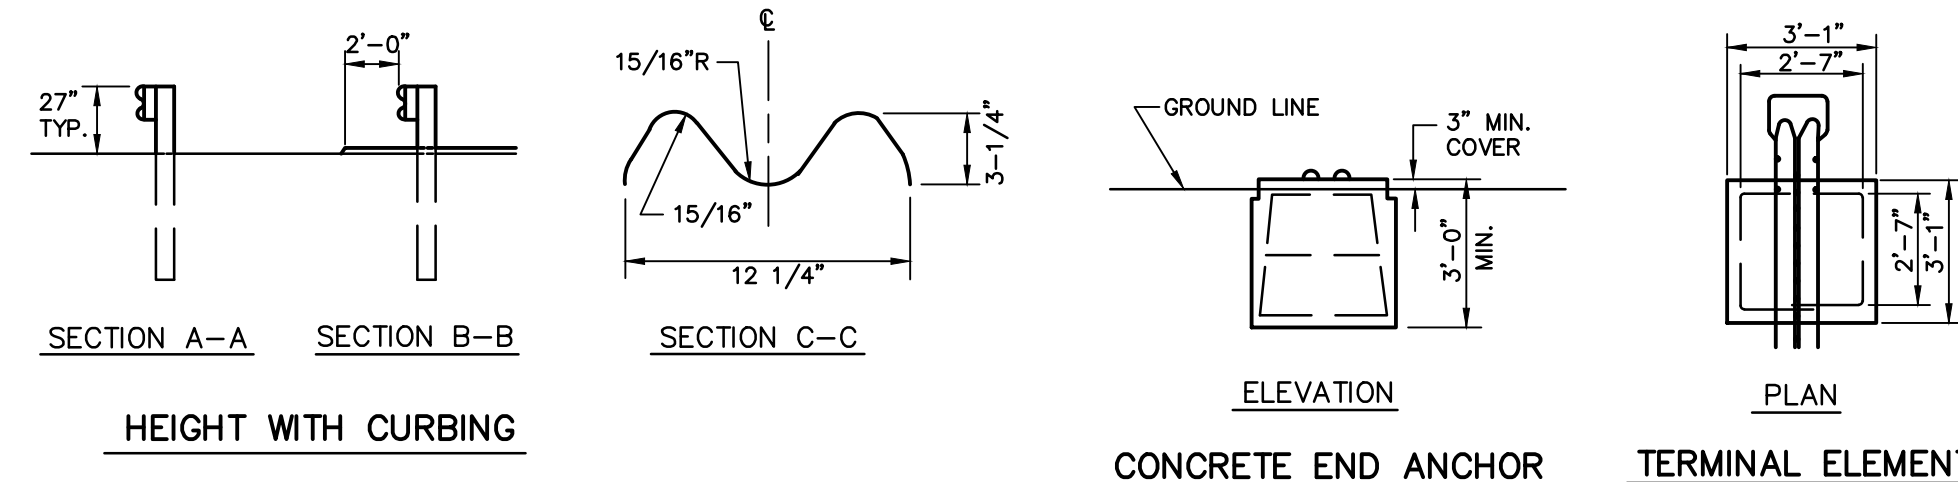 27"
TYP.
2'-0"
SECTION A-A
SECTION B-B
HEIGHT WITH CURBING
℄
15/16"R
15/16"
3-1/4"
12 1/4"
SECTION C-C
GROUND LINE
3" MIN.
COVER
3'-0"
MIN.
ELEVATION
CONCRETE END ANCHOR
3'-1"
2'-7"
2'-7"
3'-1"
PLAN
TERMINAL ELEMENT